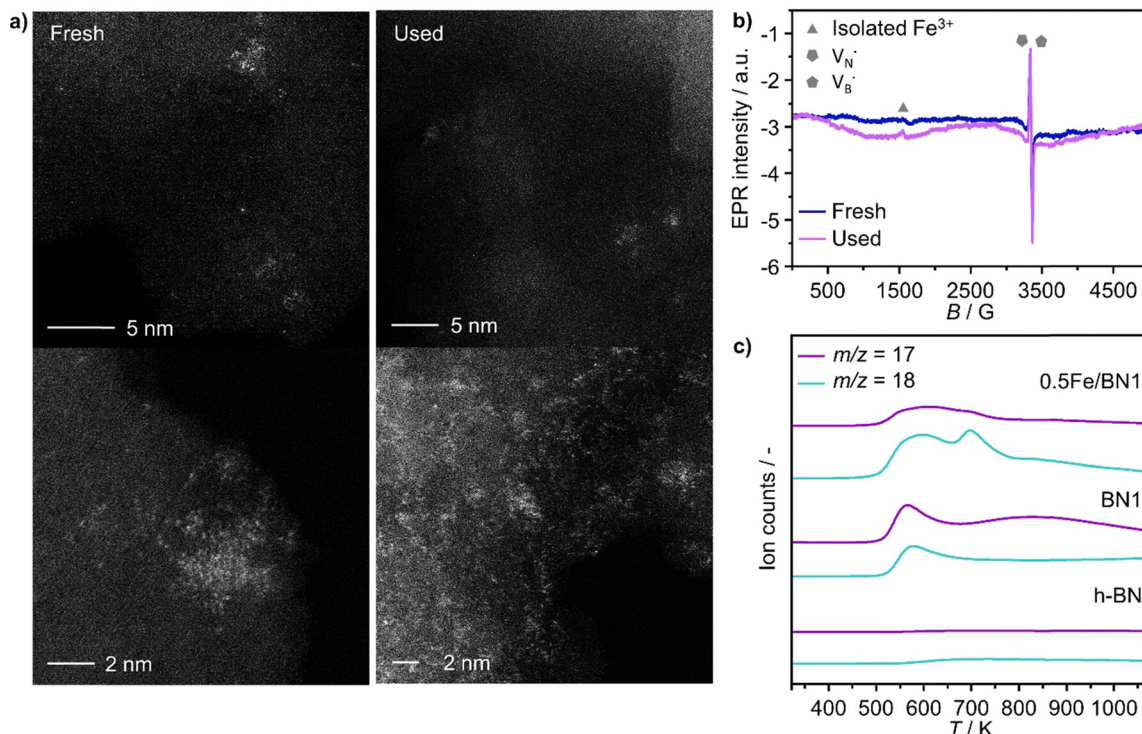 a)
Fresh
Used
5 nm
5 nm
2 nm
2 nm
b)
Isolated Fe³⁺
V_N˙
V_B˙
-1
-2
-3
-4
-5
-6
EPR intensity / a.u.
Fresh
Used
500 1500 2500 3500 4500
B / G
c)
m/z = 17
m/z = 18
0.5Fe/BN1
BN1
h-BN
Ion counts / -
400 500 600 700 800 900 1000
T / K